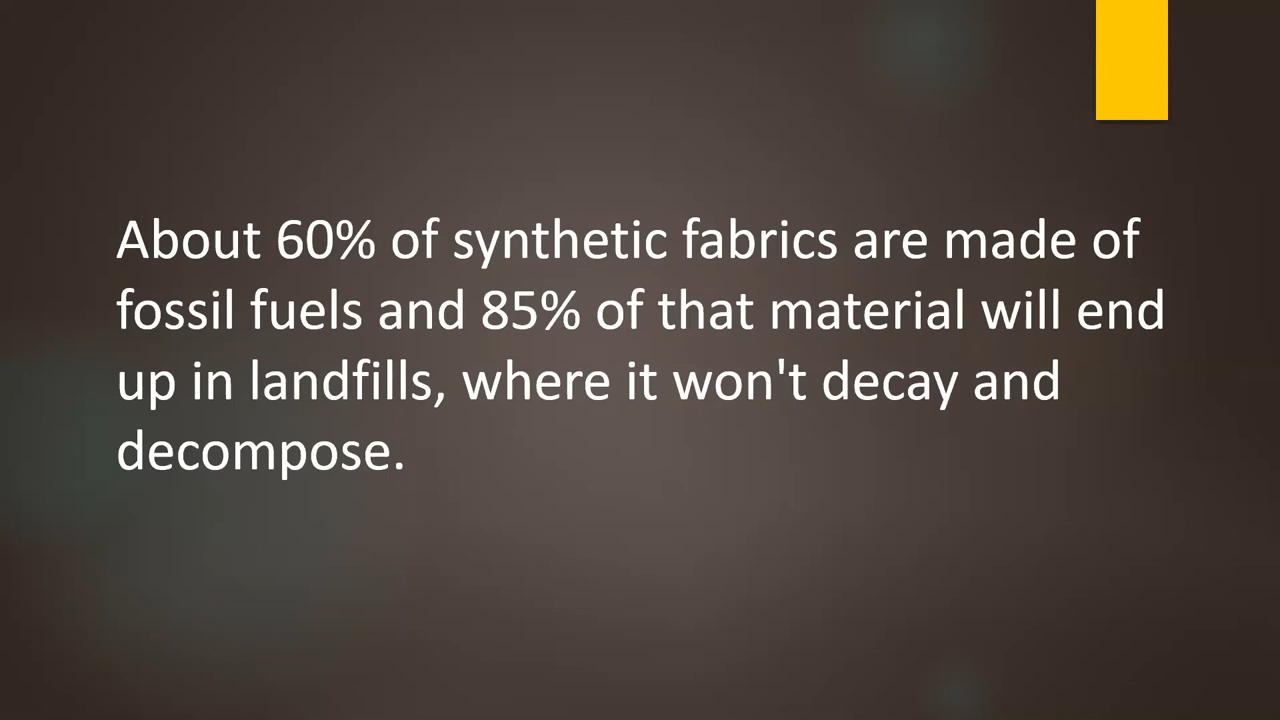 About 60% of synthetic fabrics are made of
fossil fuels and 85% of that material will end
up in landfills, where it won't decay and
decompose.